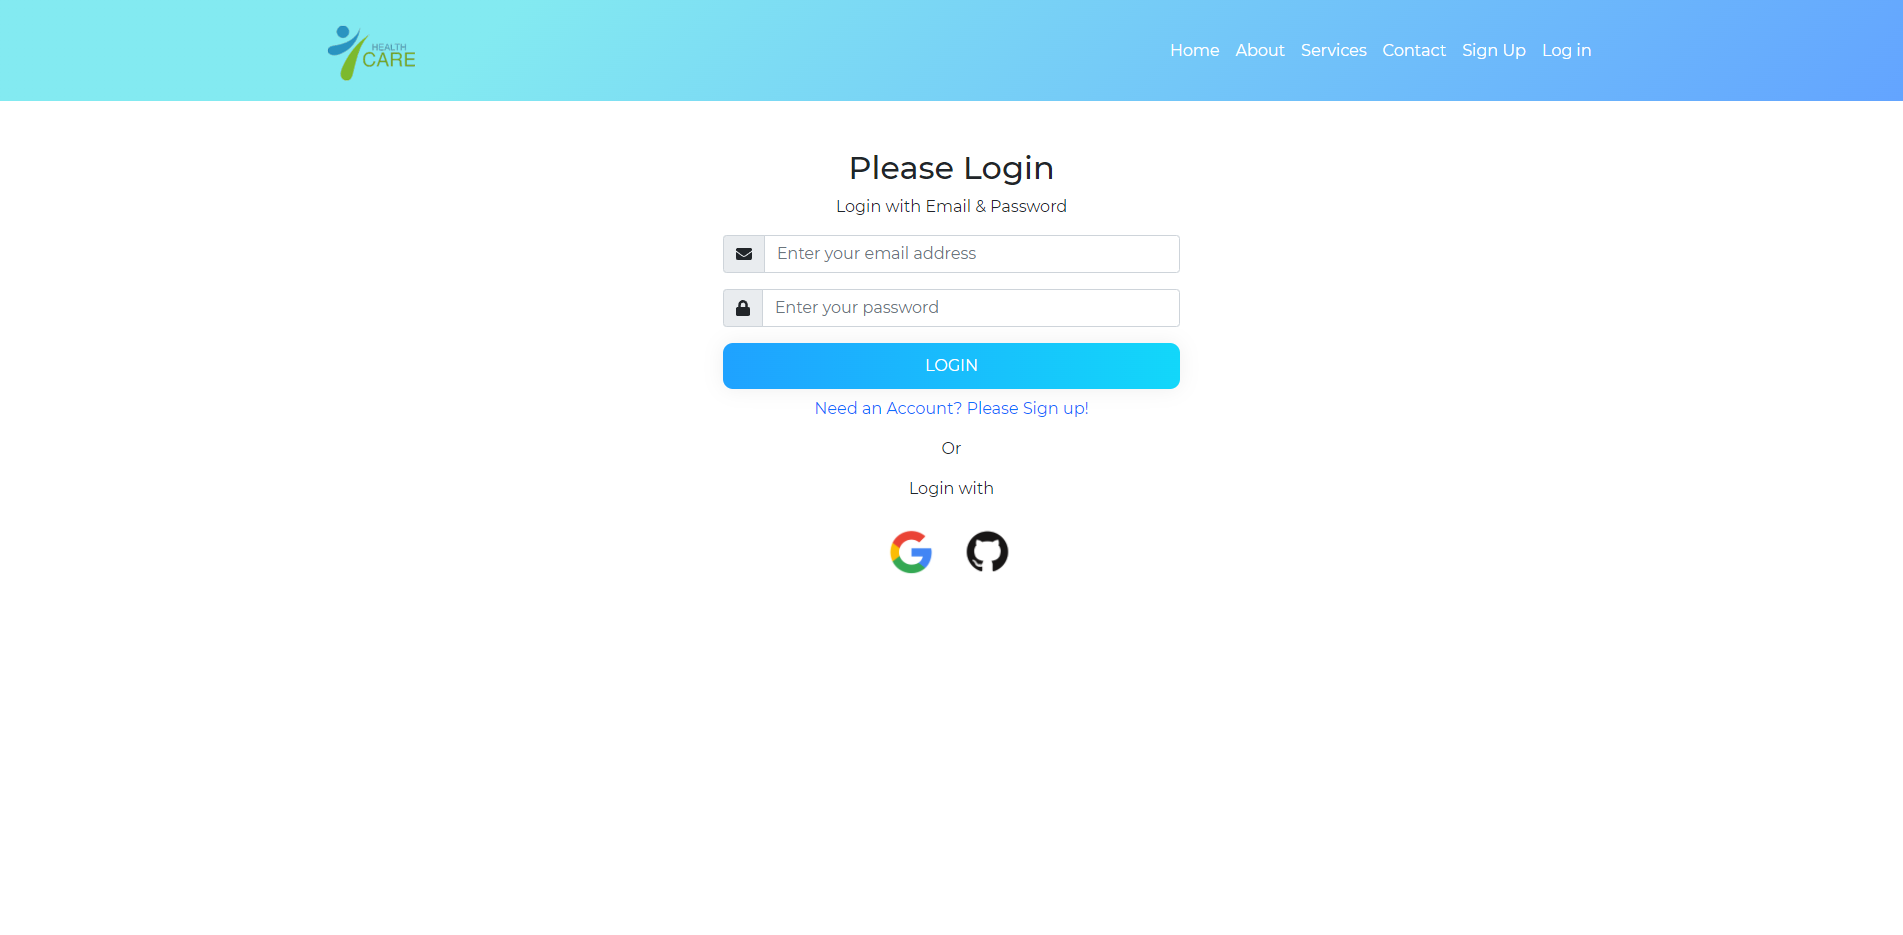 HEALTH
CARE
Home About Services Contact Sign Up Log in
Please Login
Login with Email & Password
Enter your email address
Enter your password
LOGIN
Need an Account? Please Sign up!
Or
Login with